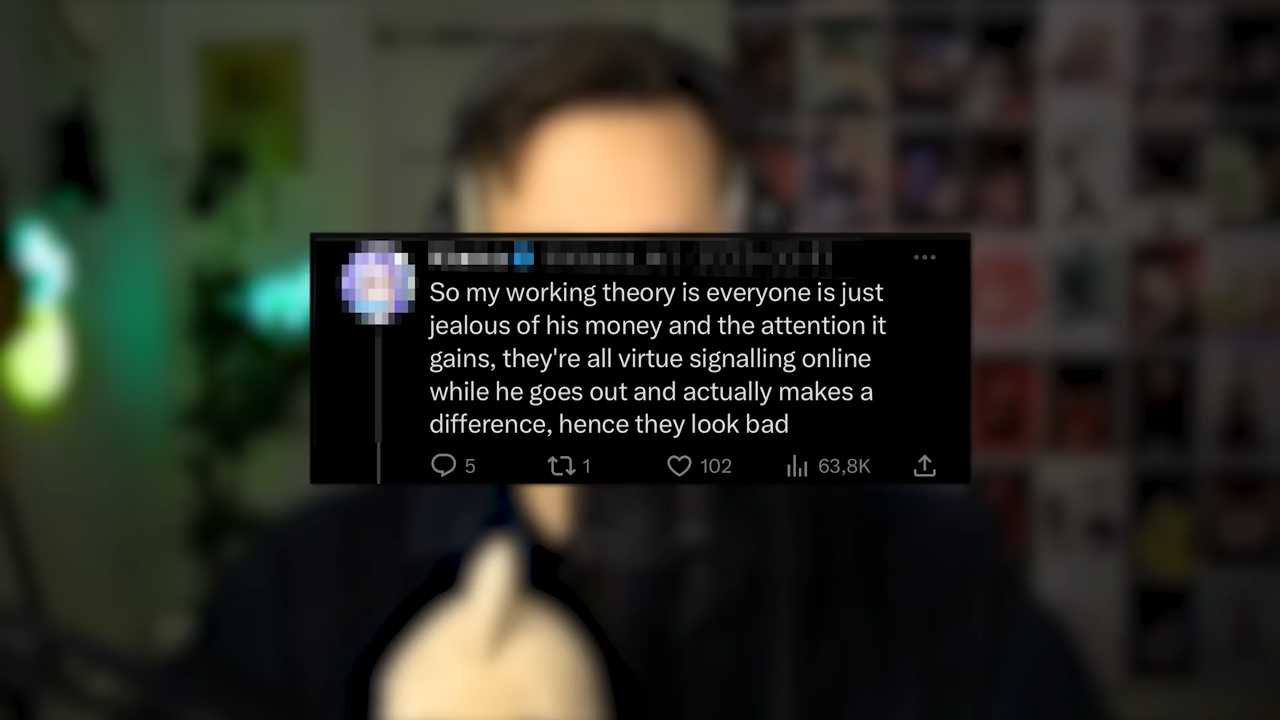 So my working theory is everyone is just
jealous of his money and the attention it
gains, they're all virtue signalling online
while he goes out and actually makes a
difference, hence they look bad
5 1 102 63,8K